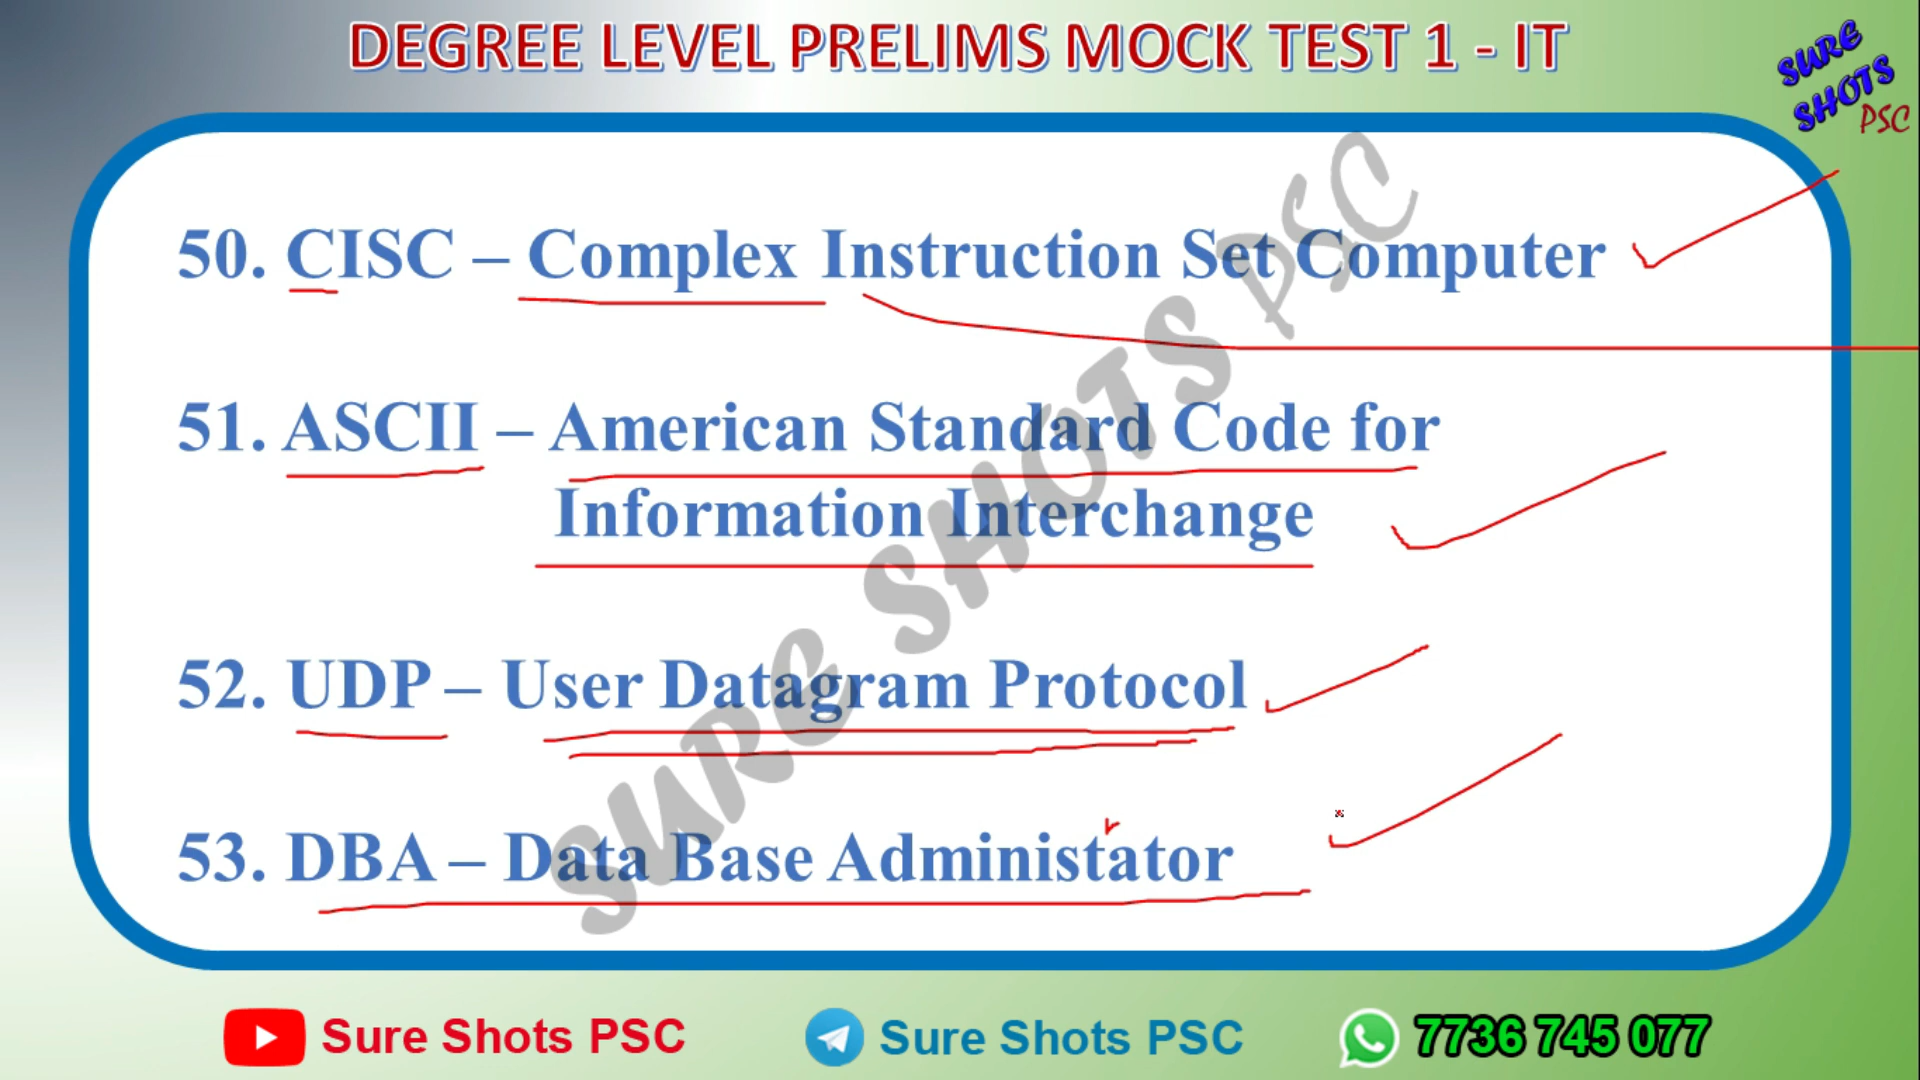 DEGREE LEVEL PRELIMS MOCK TEST 1 - IT
SURE
SHOTS
PSC
50. CISC – Complex Instruction Set Computer
51. ASCII – American Standard Code for
Information Interchange
52. UDP – User Datagram Protocol
53. DBA – Data Base Administator
r
SURE SHOTS PSC
Sure Shots PSC
Sure Shots PSC
7736 745 077